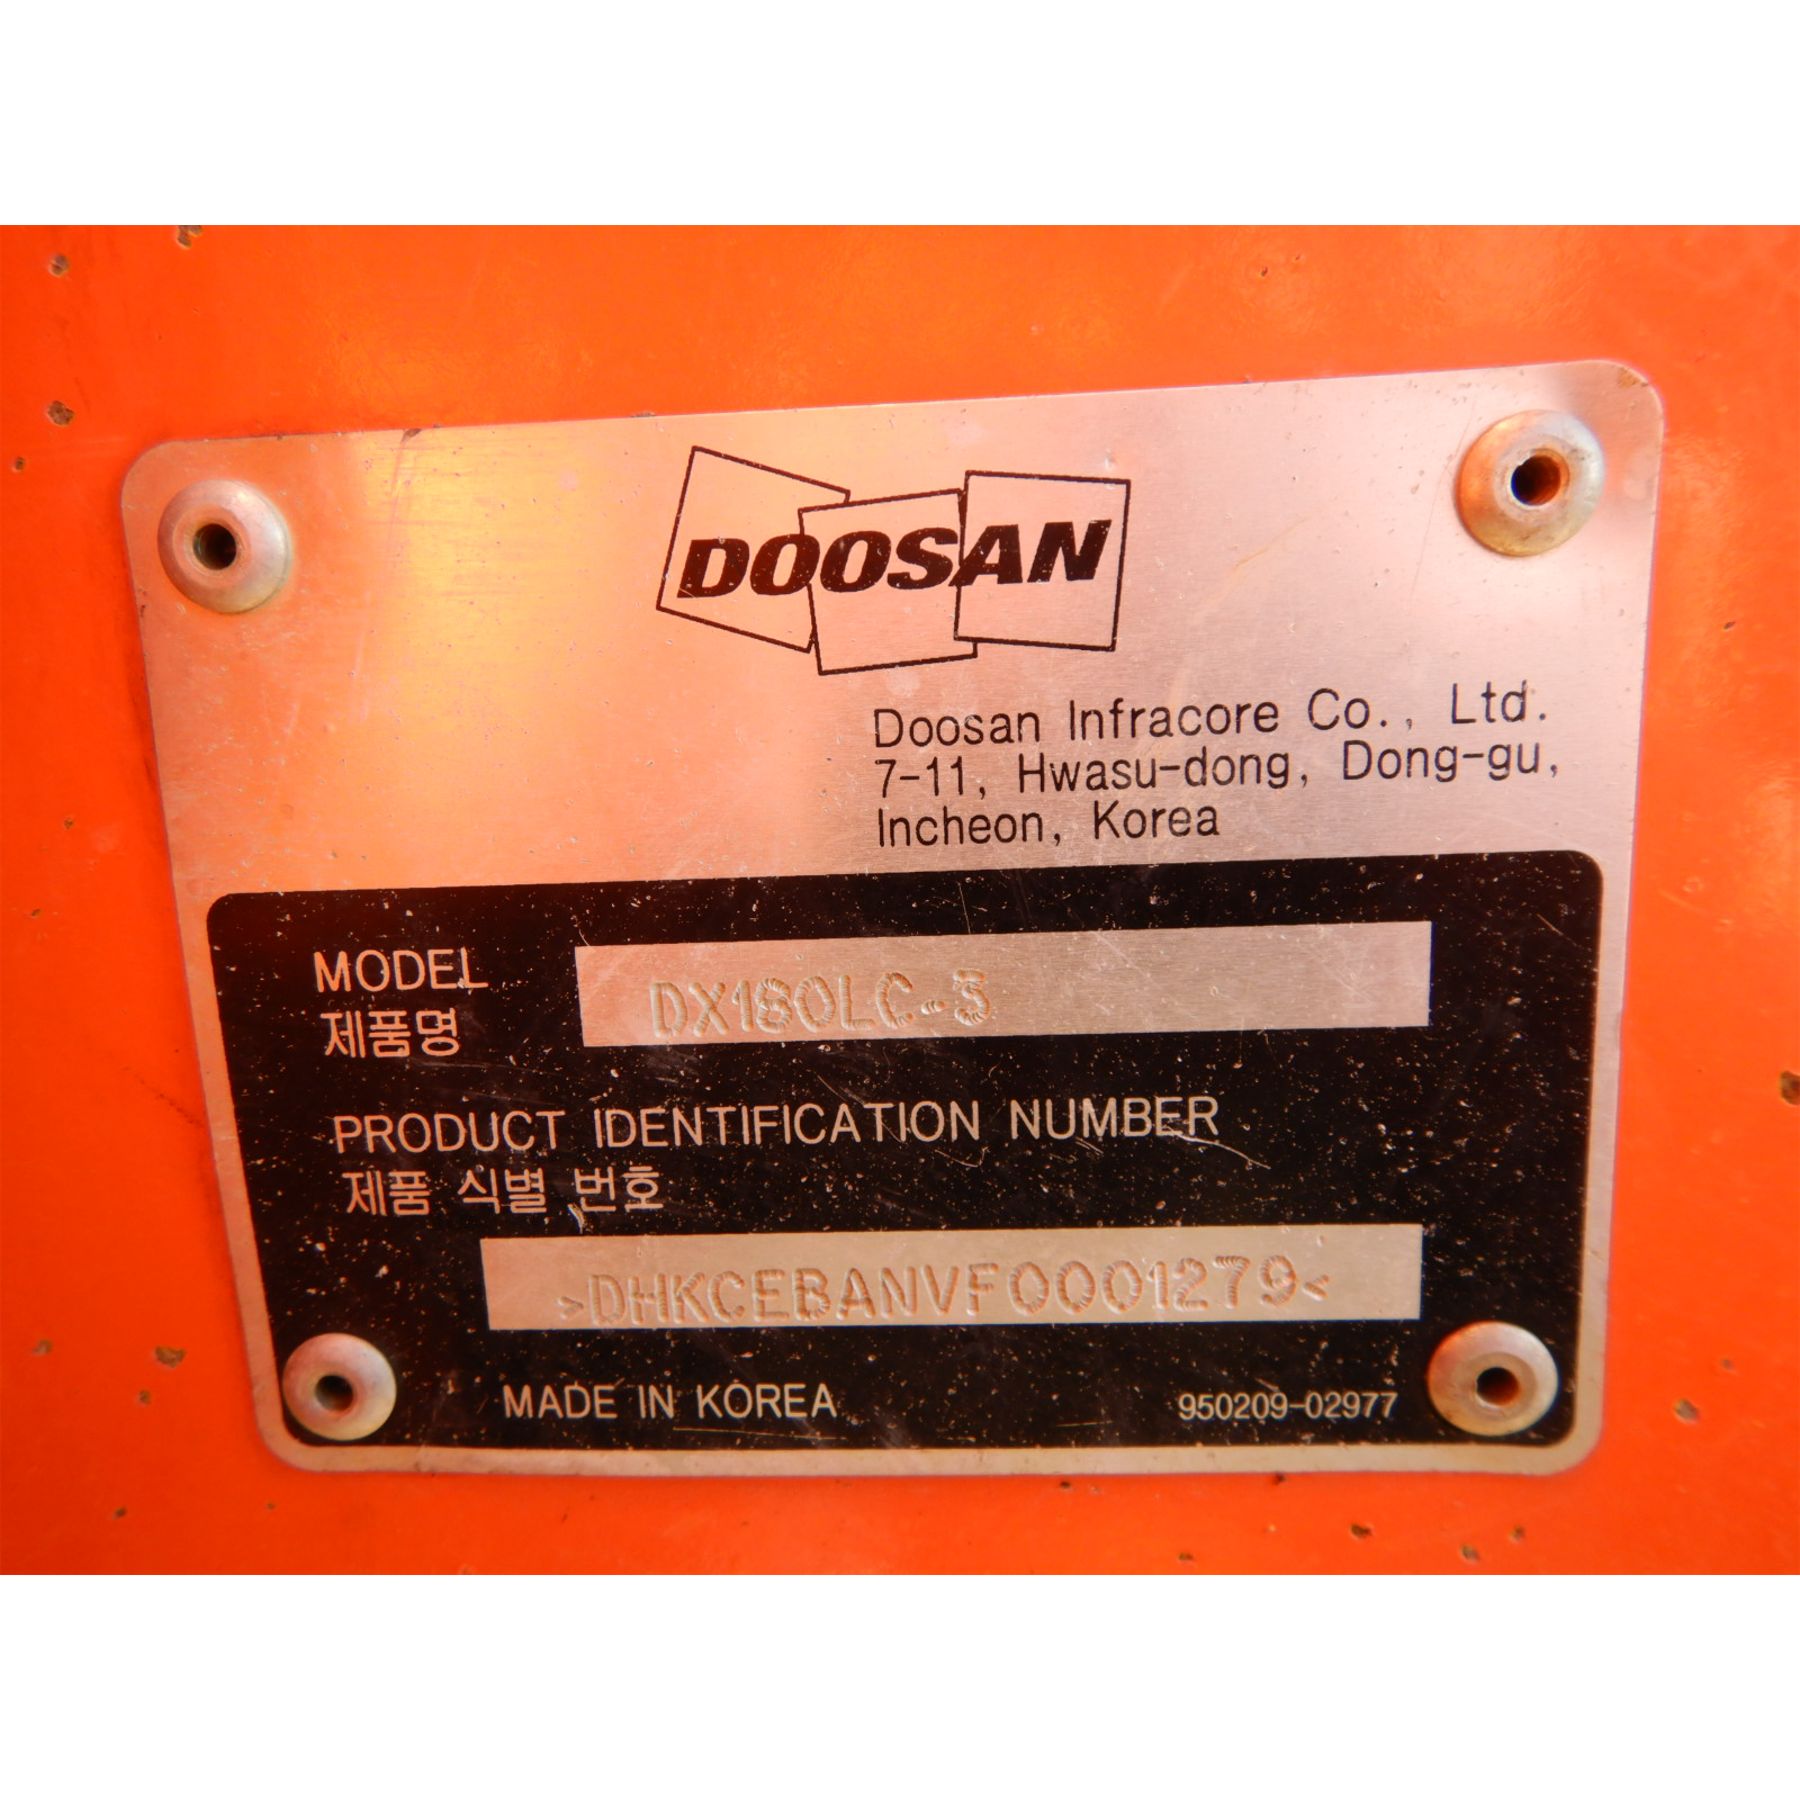 DOOSAN
Doosan Infracore Co., Ltd.
7-11, Hwasu-dong, Dong-gu,
Incheon, Korea
MODEL DX180LC-3
제품명
PRODUCT IDENTIFICATION NUMBER
제품 식별 번호
>DHKCEBANVF0001279<
MADE IN KOREA 950209-02977